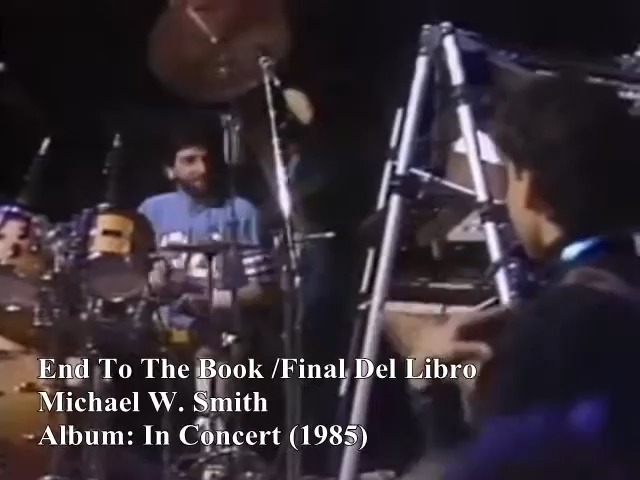 End To The Book /Final Del Libro
Michael W. Smith
Album: In Concert (1985)